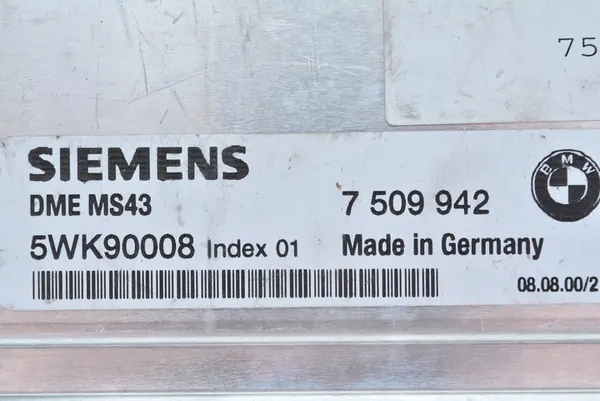 75
SIEMENS
DME MS43
7 509 942
BMW
5WK90008 Index 01
Made in Germany
08.08.00/2